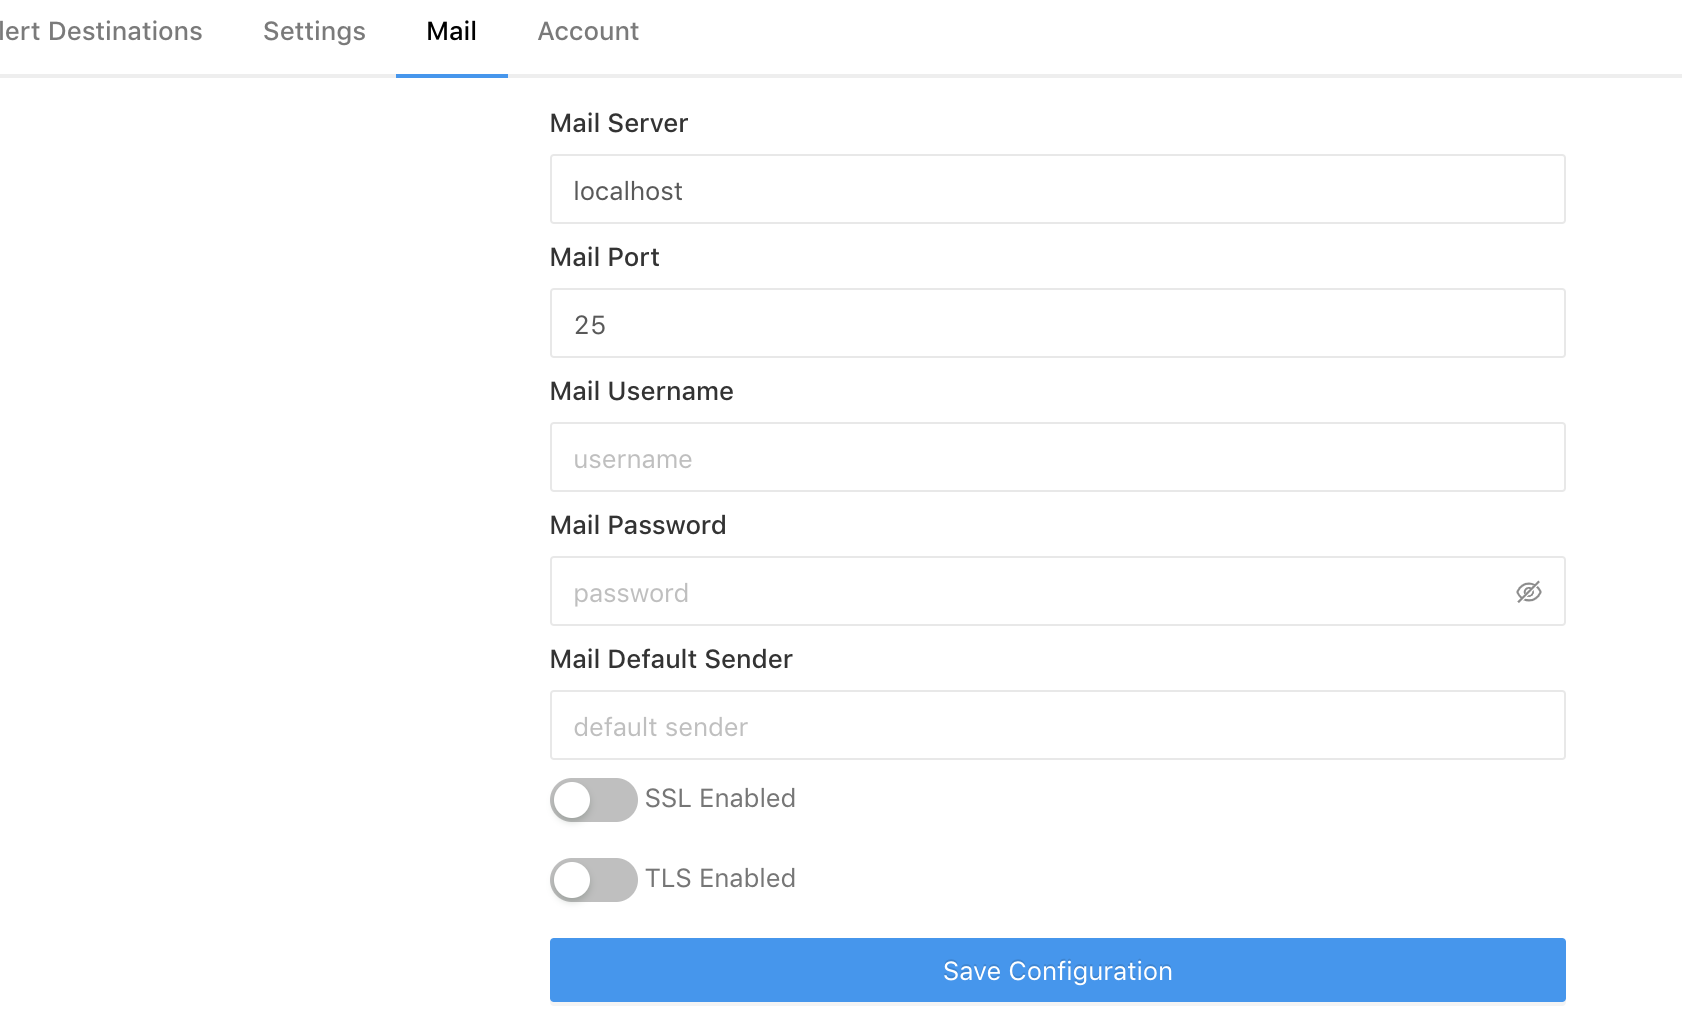 lert Destinations Settings Mail Account
Mail Server
localhost
Mail Port
25
Mail Username
username
Mail Password
password
Mail Default Sender
default sender
SSL Enabled
TLS Enabled
Save Configuration